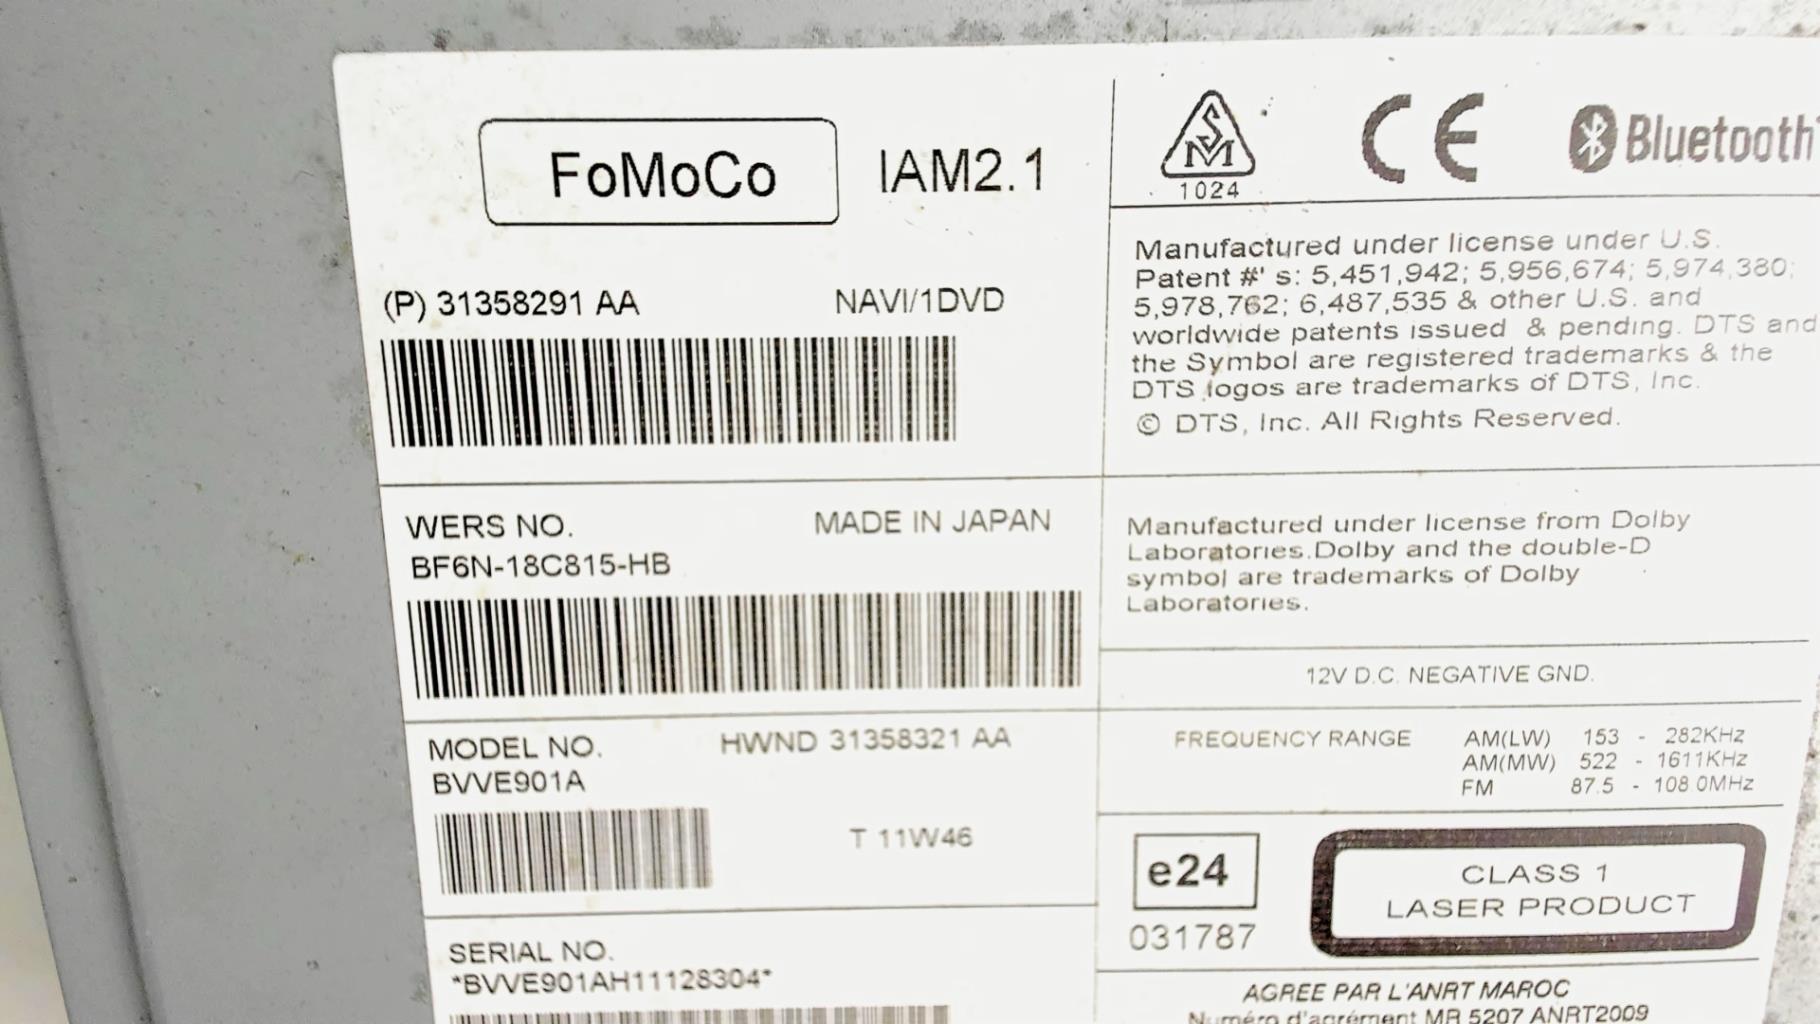 FoMoCo IAM2.1
(P) 31358291 AA NAVI/1DVD
WERS NO. MADE IN JAPAN
BF6N-18C815-HB
MODEL NO. HWND 31358321 AA
BVVE901A
T 11W46
SERIAL NO.
*BVVE901AH11128304*
SM
1024
CE
Bluetooth
Manufactured under license under U.S.
Patent #' s: 5,451,942; 5,956,674; 5,974,380;
5,978,762; 6,487,535 & other U.S. and
worldwide patents issued & pending. DTS and
the Symbol are registered trademarks & the
DTS logos are trademarks of DTS, Inc.
© DTS, Inc. All Rights Reserved.
Manufactured under license from Dolby
Laboratories.Dolby and the double-D
symbol are trademarks of Dolby
Laboratories.
12V D.C. NEGATIVE GND.
FREQUENCY RANGE AM(LW) 153 - 282KHz
AM(MW) 522 - 1611KHz
FM 87.5 - 108.0MHz
e24
031787
CLASS 1
LASER PRODUCT
AGREE PAR L'ANRT MAROC
Numéro d'agrément MR 5207 ANRT2009